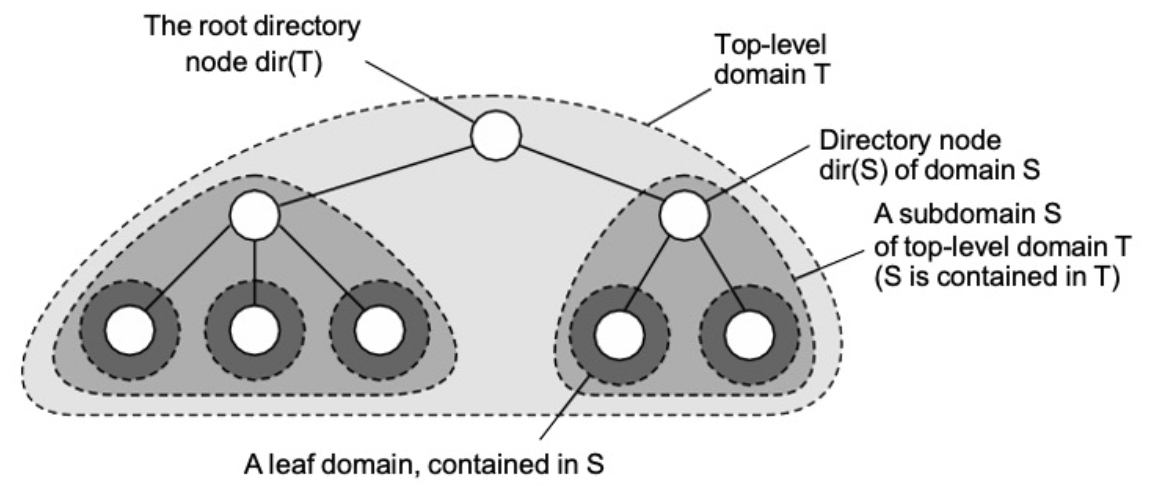 The root directory
node dir(T)
Top-level
domain T
Directory node
dir(S) of domain S
A subdomain S
of top-level domain T
(S is contained in T)
A leaf domain, contained in S